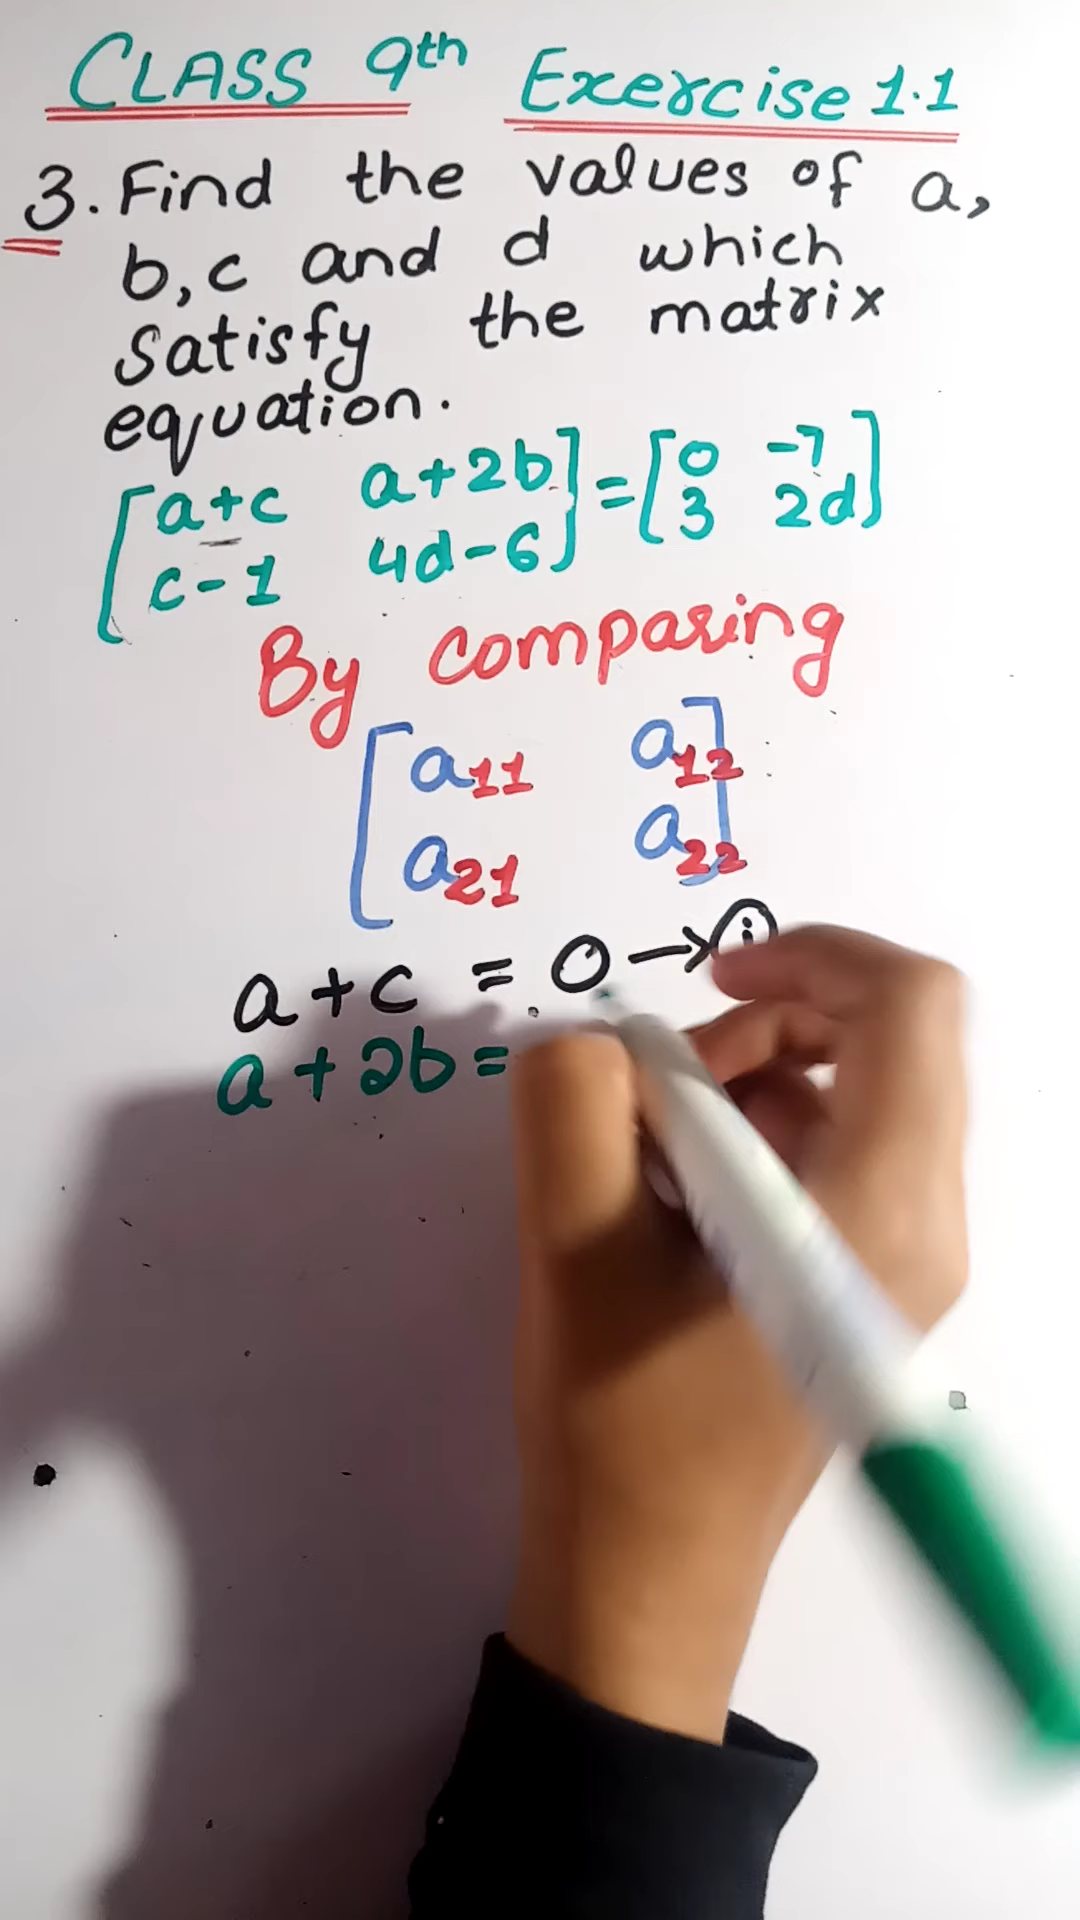 CLASS 9th Exercise 1.1
3. Find the values of a,
b, c and d which
Satisfy the matrix
equation.
[a+c a+2b] = [0 -7]
[c-1 4d-6] [3 2d]
By comparing
[a11 a12]
[a21 a22]
a+c = 0 → i
a+2b =